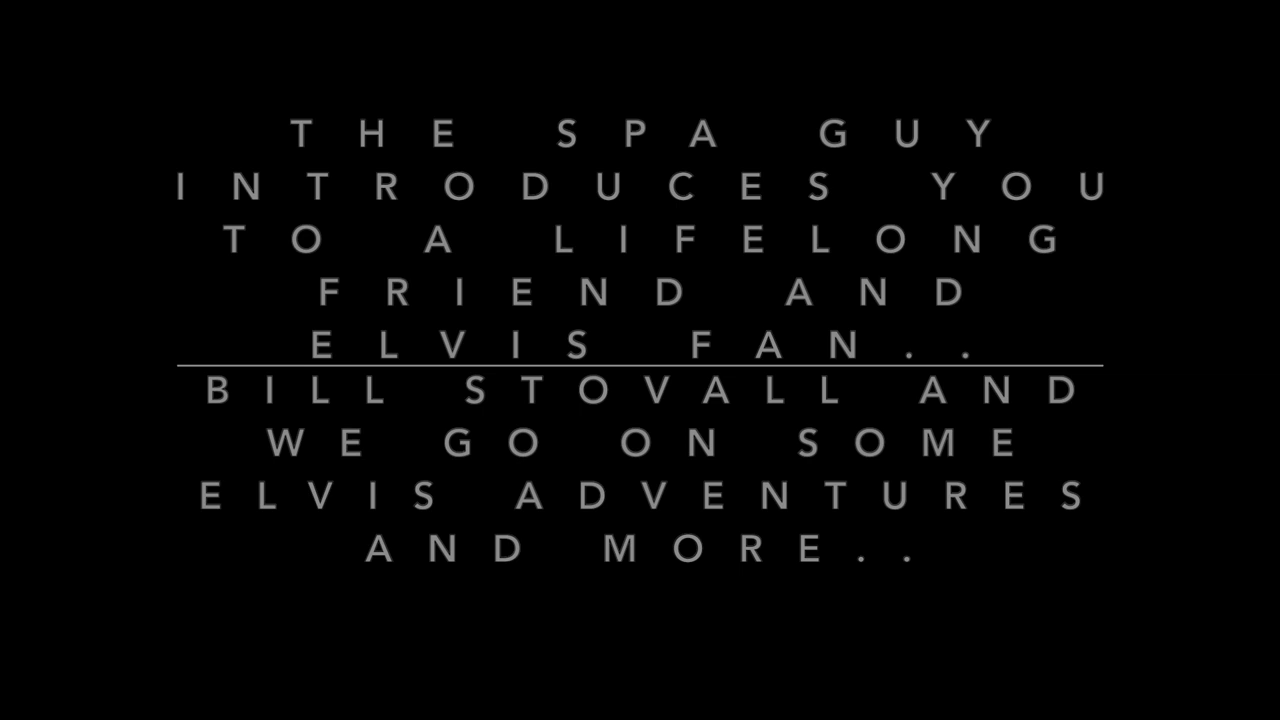 THE SPA GUY
INTRODUCES YOU
TO A LIFELONG
FRIEND AND
ELVIS FAN..
BILL STOVALL AND
WE GO ON SOME
ELVIS ADVENTURES
AND MORE..